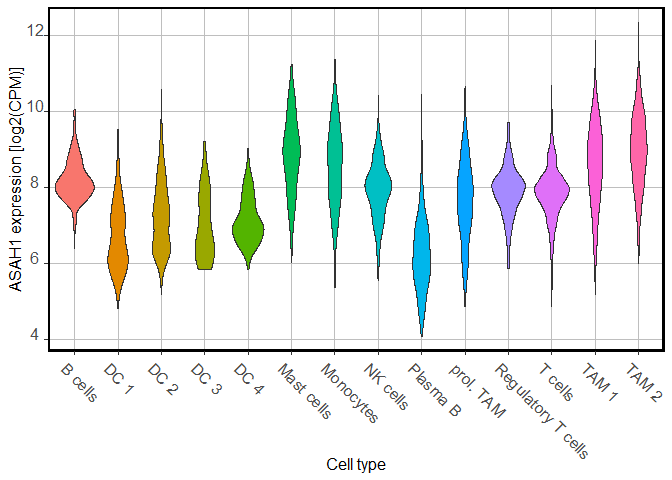 ASAH1 expression [log2(CPM)]
12
10
8
6
4
B cells
DC 1
DC 2
DC 3
DC 4
Mast cells
Monocytes
NK cells
Plasma B
prol. TAM
Regulatory T cells
T cells
TAM 1
TAM 2
Cell type